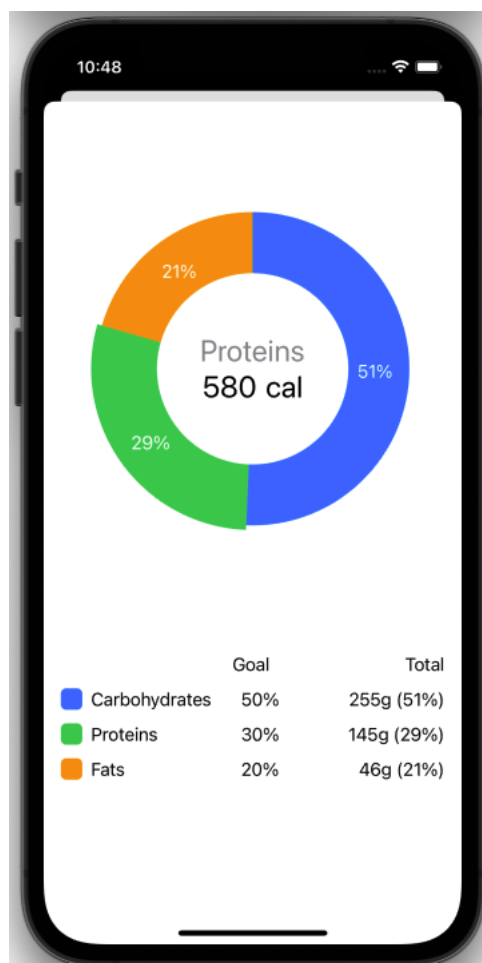 10:48
21%
Proteins
51%
580 cal
29%
Goal Total
Carbohydrates 50% 255g (51%)
Proteins 30% 145g (29%)
Fats 20% 46g (21%)